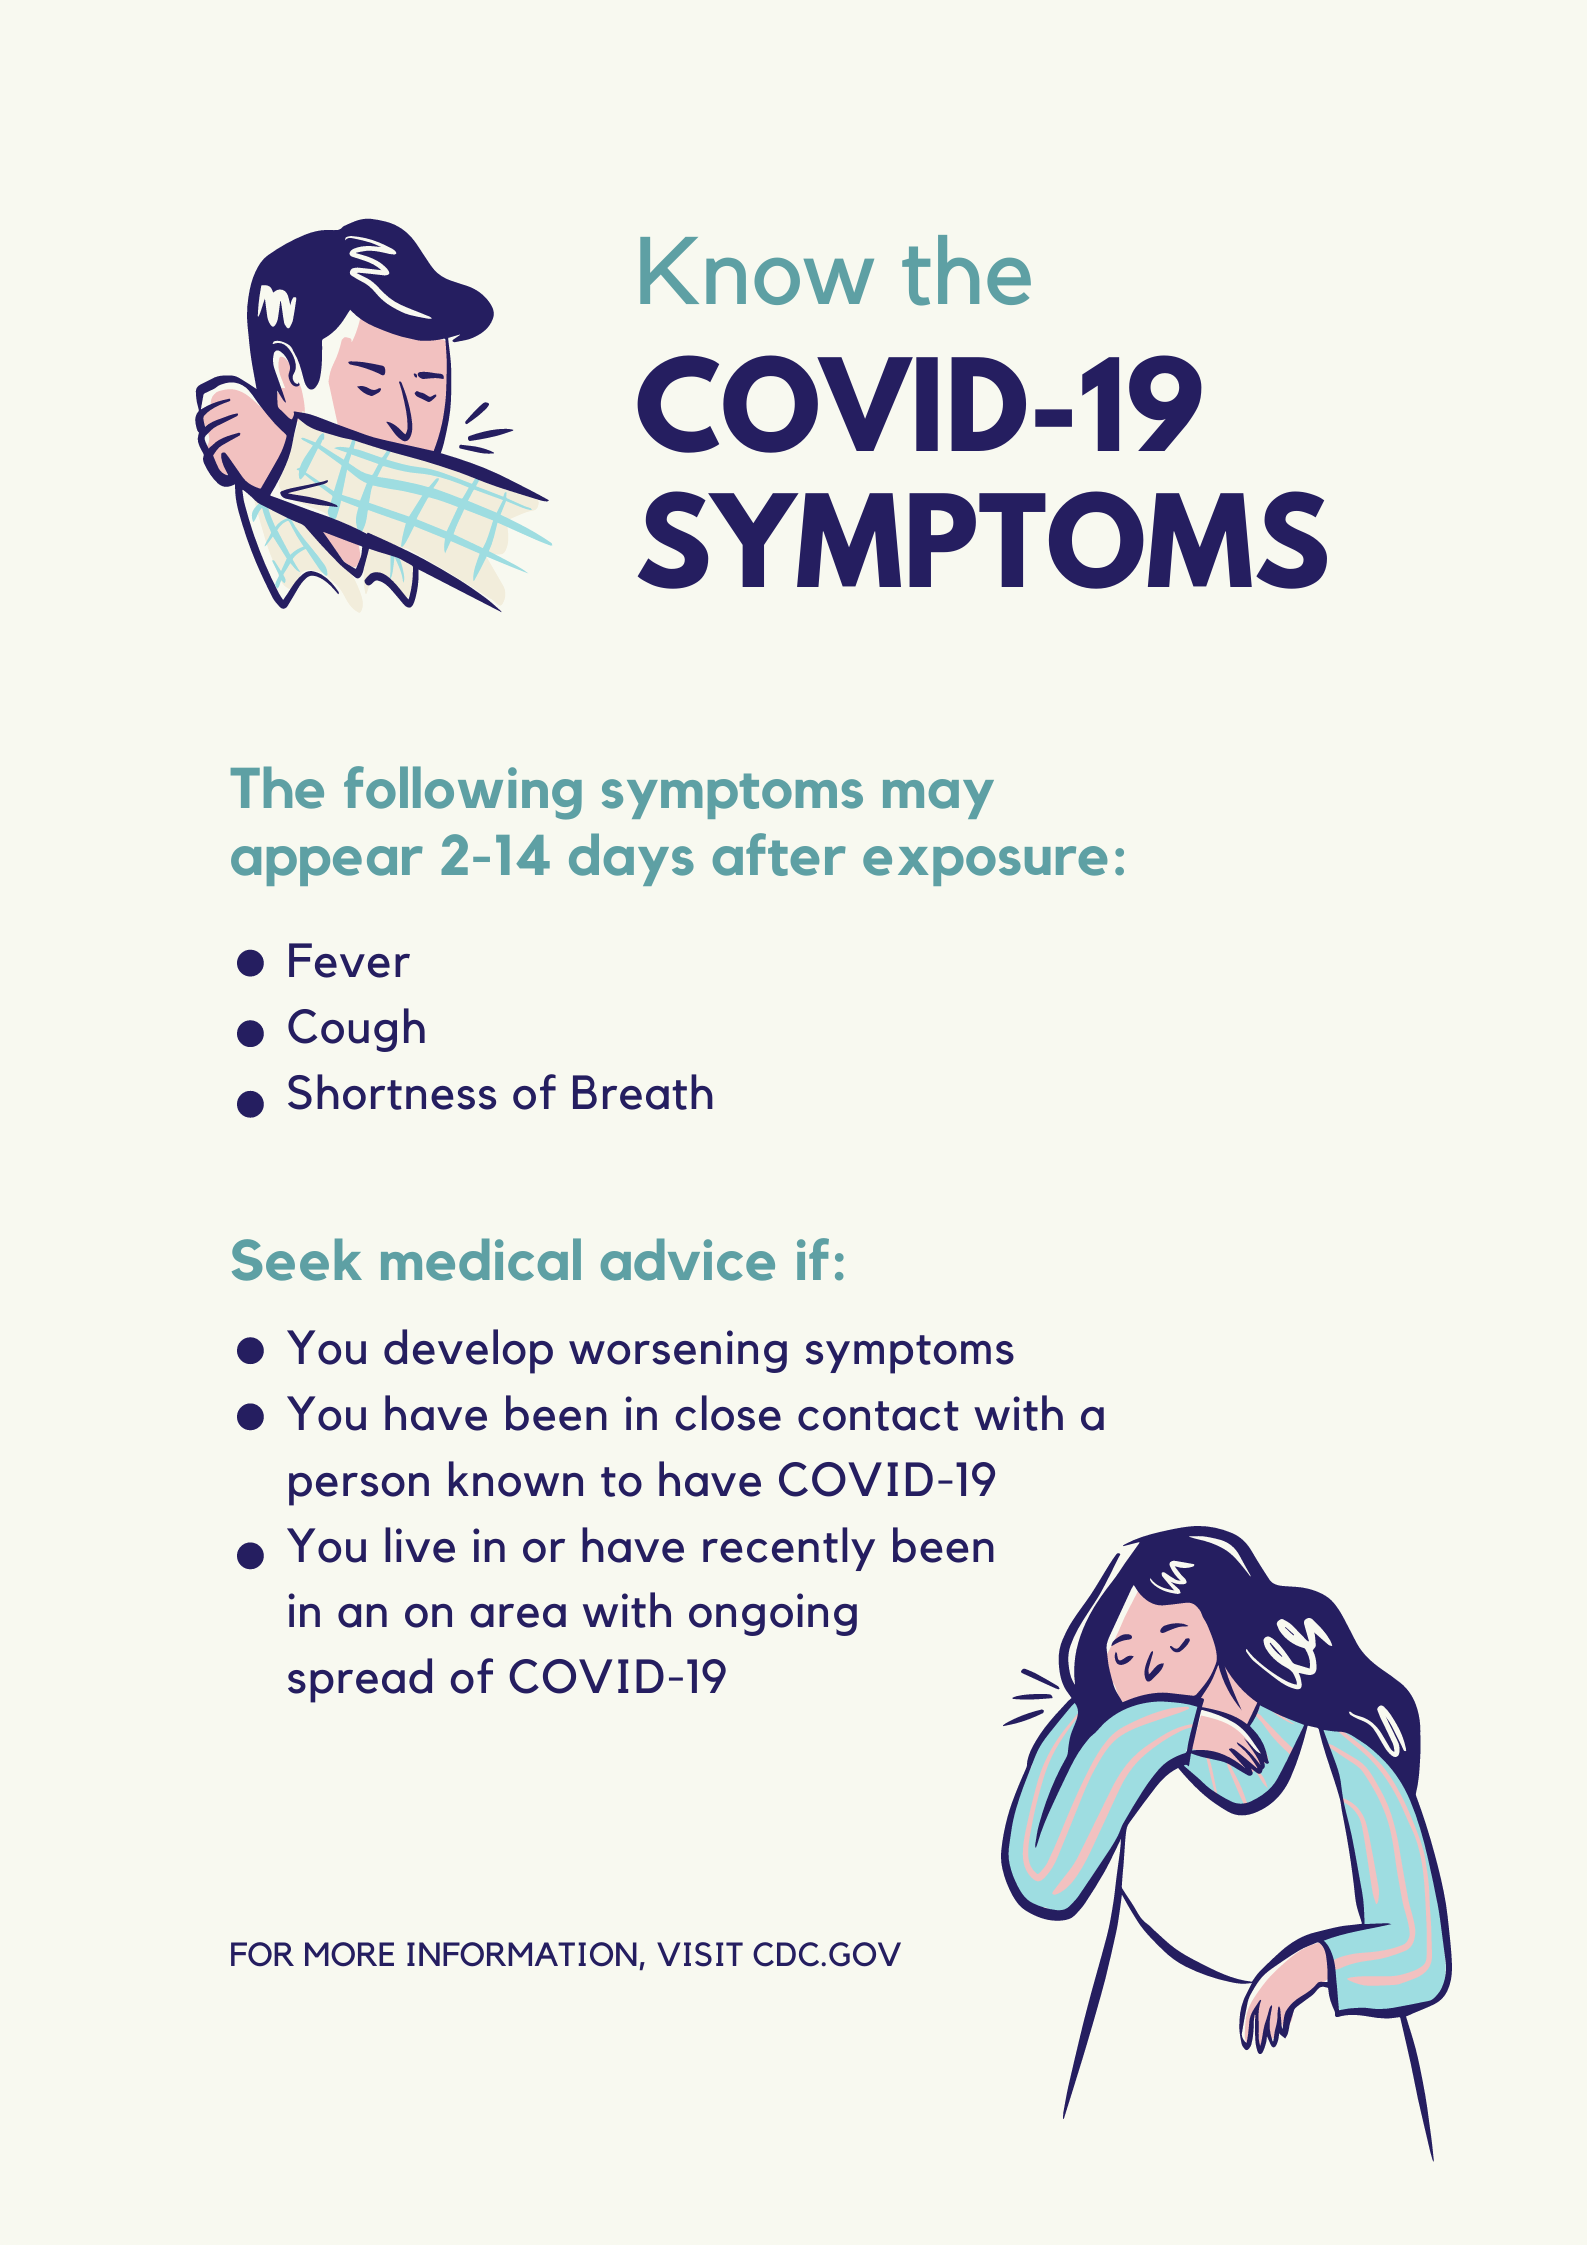 Know the
COVID-19
SYMPTOMS
The following symptoms may
appear 2-14 days after exposure:
● Fever
● Cough
● Shortness of Breath
Seek medical advice if:
● You develop worsening symptoms
● You have been in close contact with a
person known to have COVID-19
● You live in or have recently been
in an on area with ongoing
spread of COVID-19
FOR MORE INFORMATION, VISIT CDC.GOV